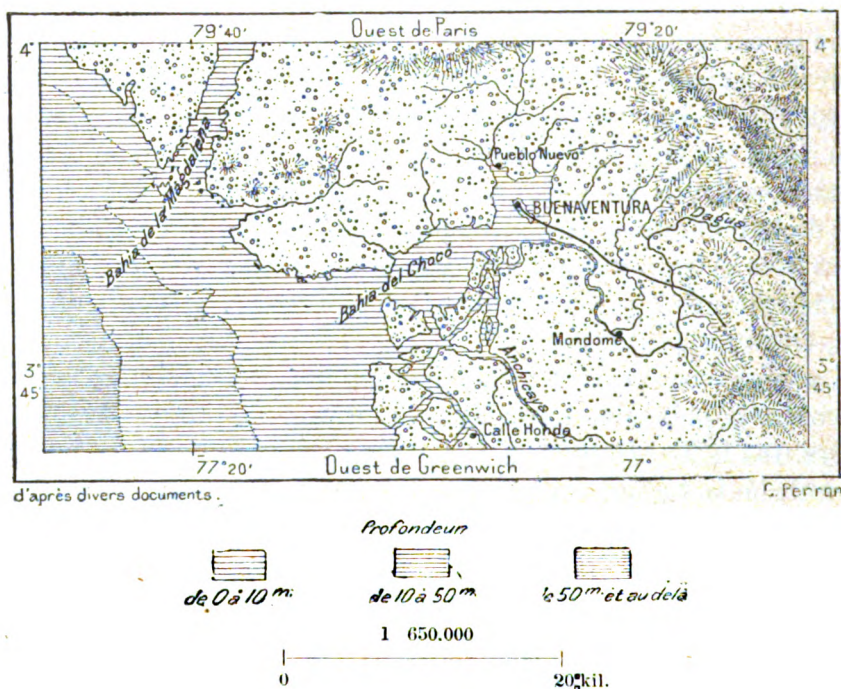 79°40' Ouest de Paris 79°20'
4° 4°
Pueblo Nuevo
Bahia de la Magdalena
BUENAVENTURA
Dagua
Bahia del Chocó
Mondomé
3° 45' 3° 45'
Anchicaya
Calle Honda
77°20' Ouest de Greenwich 77°
d'après divers documents. C. Perron
Profondeur
de 0 à 10 m. de 10 à 50 m. de 50 m. et au delà
1 650.000
0 20 kil.